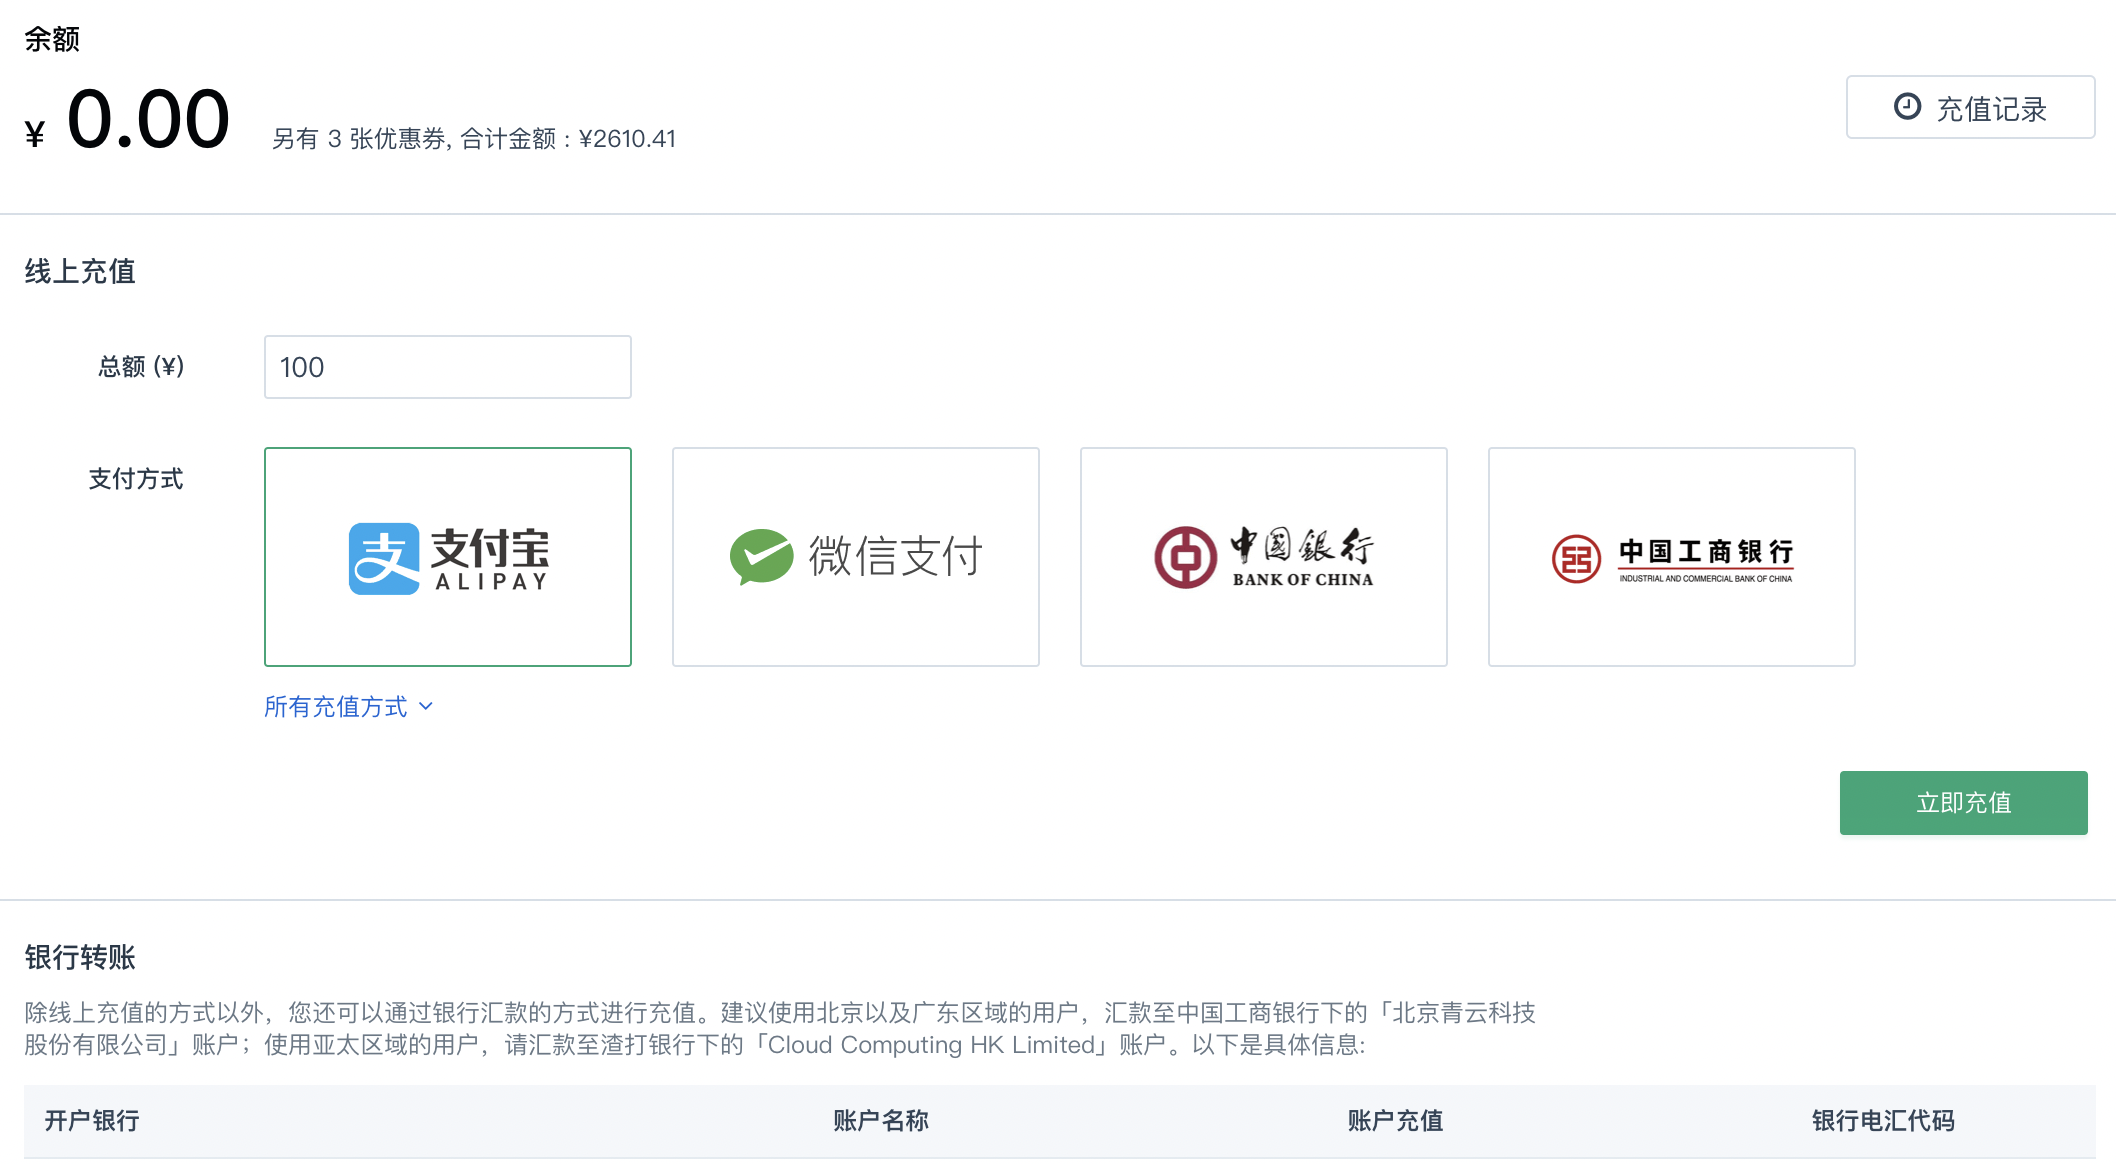 余额
¥ 0.00
另有 3 张优惠券, 合计金额 : ¥2610.41
充值记录
线上充值
总额 (¥)
100
支付方式
支
支付宝
ALIPAY
微信支付
中國銀行
BANK OF CHINA
中国工商银行
INDUSTRIAL AND COMMERCIAL BANK OF CHINA
所有充值方式
立即充值
银行转账
除线上充值的方式以外，您还可以通过银行汇款的方式进行充值。建议使用北京以及广东区域的用户，汇款至中国工商银行下的「北京青云科技
股份有限公司」账户；使用亚太区域的用户，请汇款至渣打银行下的「Cloud Computing HK Limited」账户。以下是具体信息:
开户银行 账户名称 账户充值 银行电汇代码